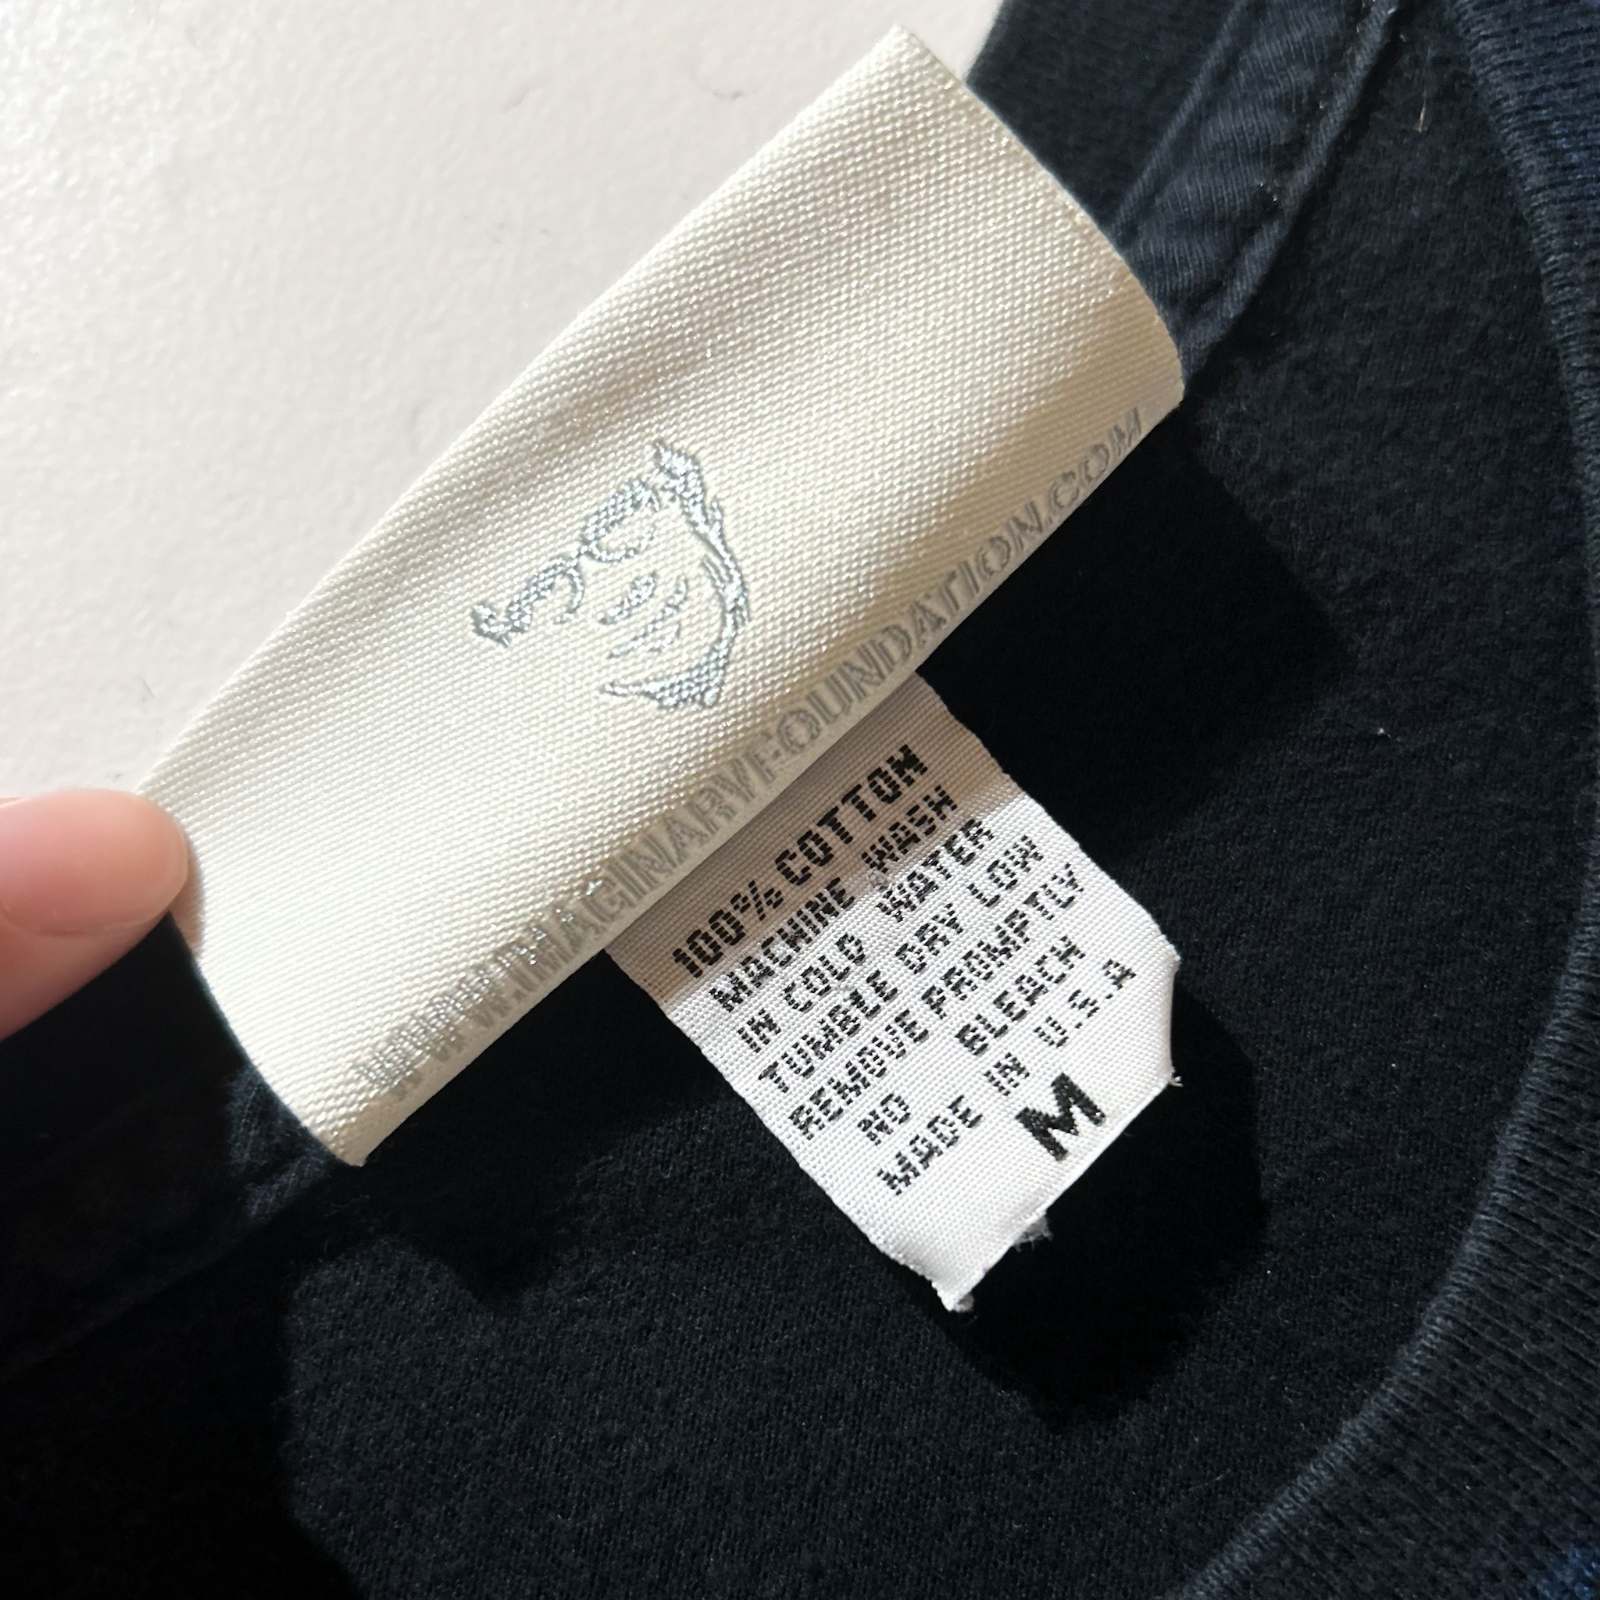 WWW.IMAGINARYFOUNDATION.COM
100% COTTON
MACHINE WASH
IN COLD WATER
TUMBLE DRY LOW
REMOVE PROMPTLY
NO BLEACH
MADE IN U.S.A
M